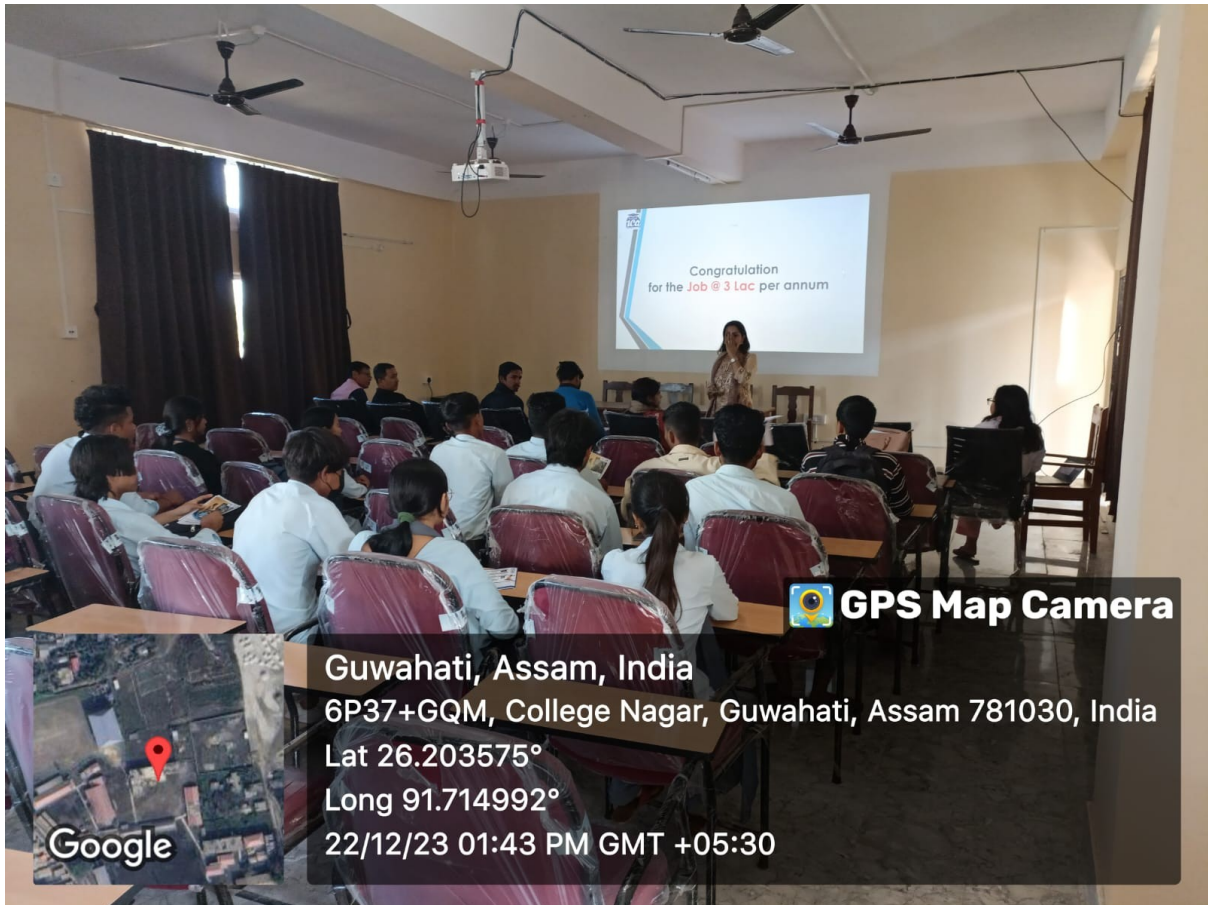 Congratulation
for the Job @ 3 Lac per annum
GPS Map Camera
Guwahati, Assam, India
6P37+GQM, College Nagar, Guwahati, Assam 781030, India
Lat 26.203575°
Long 91.714992°
22/12/23 01:43 PM GMT +05:30
Google